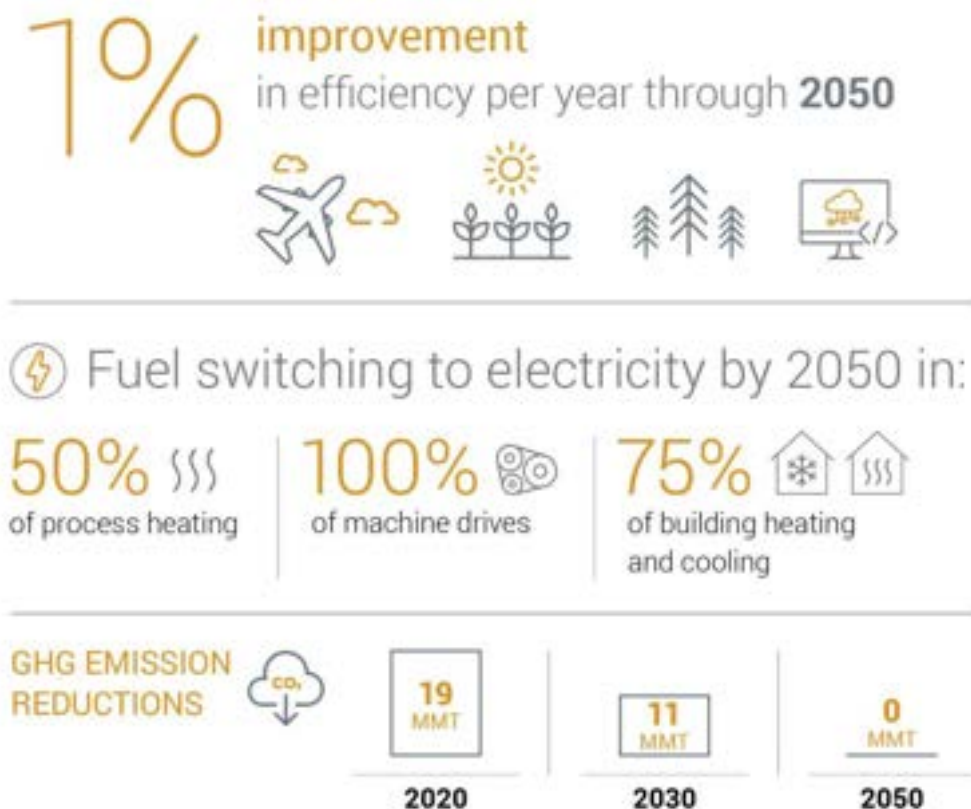 1%
improvement
in efficiency per year through 2050
</>
Fuel switching to electricity by 2050 in:
50%
of process heating
100%
of machine drives
75%
of building heating
and cooling
GHG EMISSION
REDUCTIONS
CO₂
19
MMT
2020
11
MMT
2030
0
MMT
2050